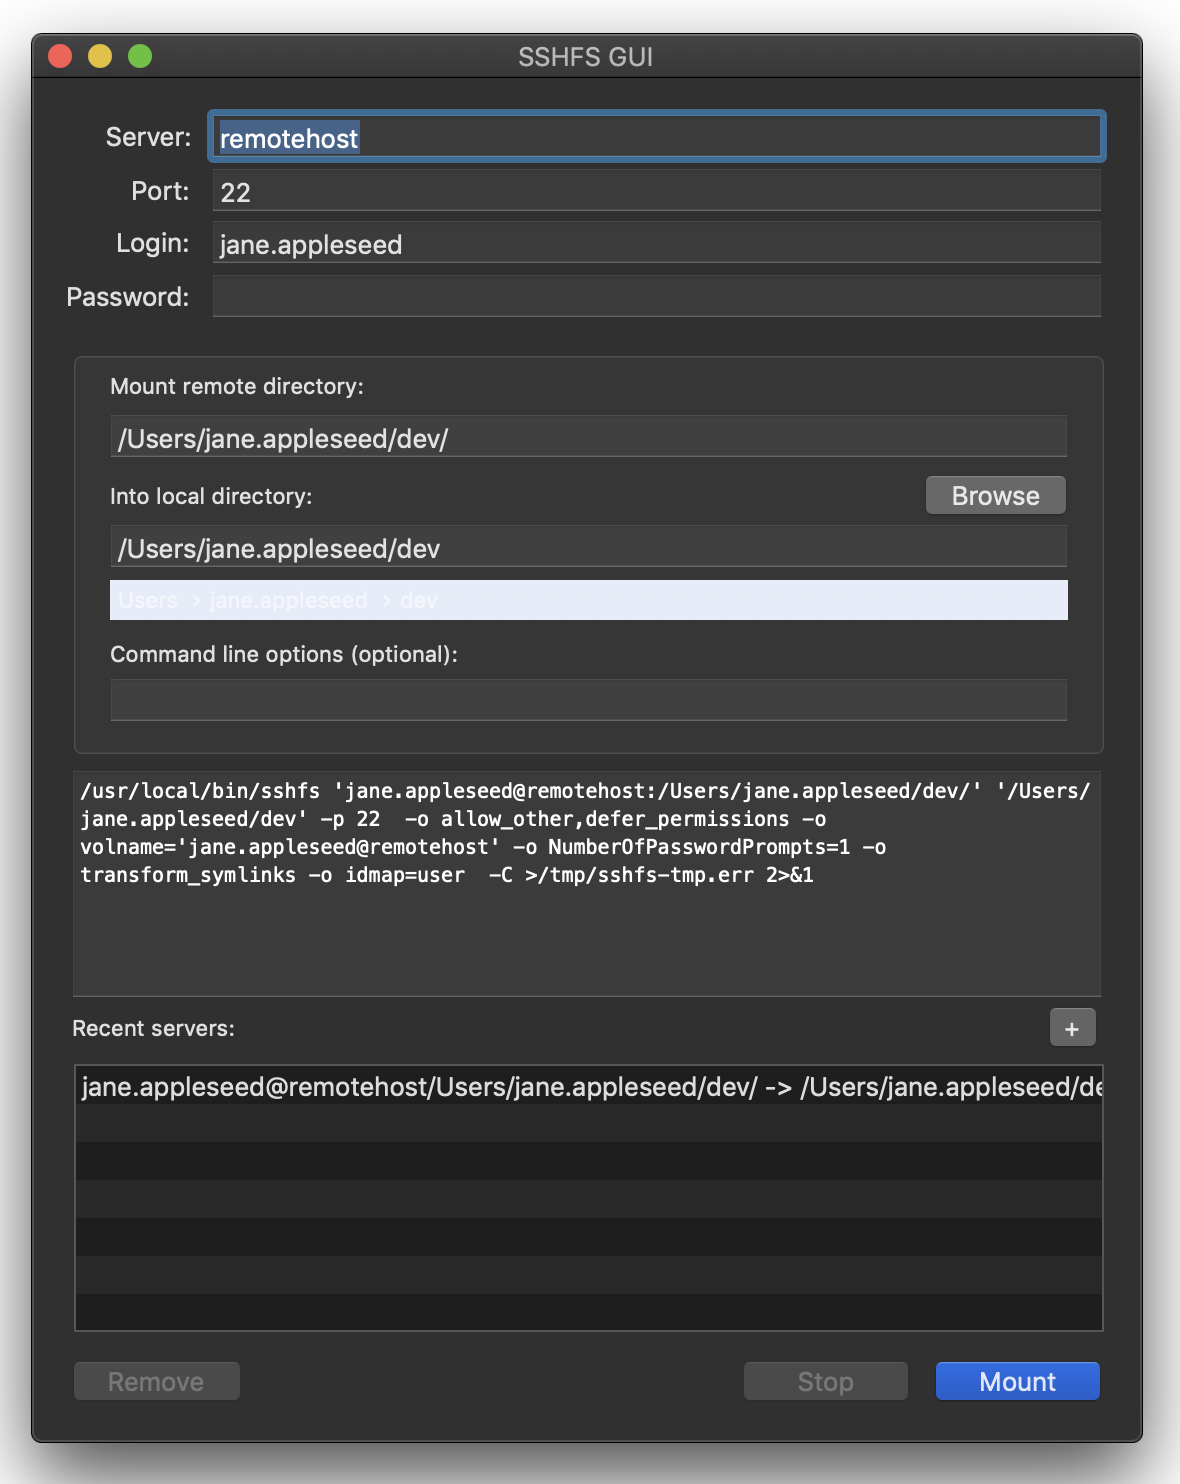 SSHFS GUI
Server: remotehost
Port: 22
Login: jane.appleseed
Password:
Mount remote directory:
/Users/jane.appleseed/dev/
Into local directory: Browse
/Users/jane.appleseed/dev
Users › jane.appleseed › dev
Command line options (optional):
/usr/local/bin/sshfs 'jane.appleseed@remotehost:/Users/jane.appleseed/dev/' '/Users/
jane.appleseed/dev' -p 22  -o allow_other,defer_permissions -o
volname='jane.appleseed@remotehost' -o NumberOfPasswordPrompts=1 -o
transform_symlinks -o idmap=user  -C >/tmp/sshfs-tmp.err 2>&1
Recent servers: +
jane.appleseed@remotehost/Users/jane.appleseed/dev/ -> /Users/jane.appleseed/de
Remove Stop Mount